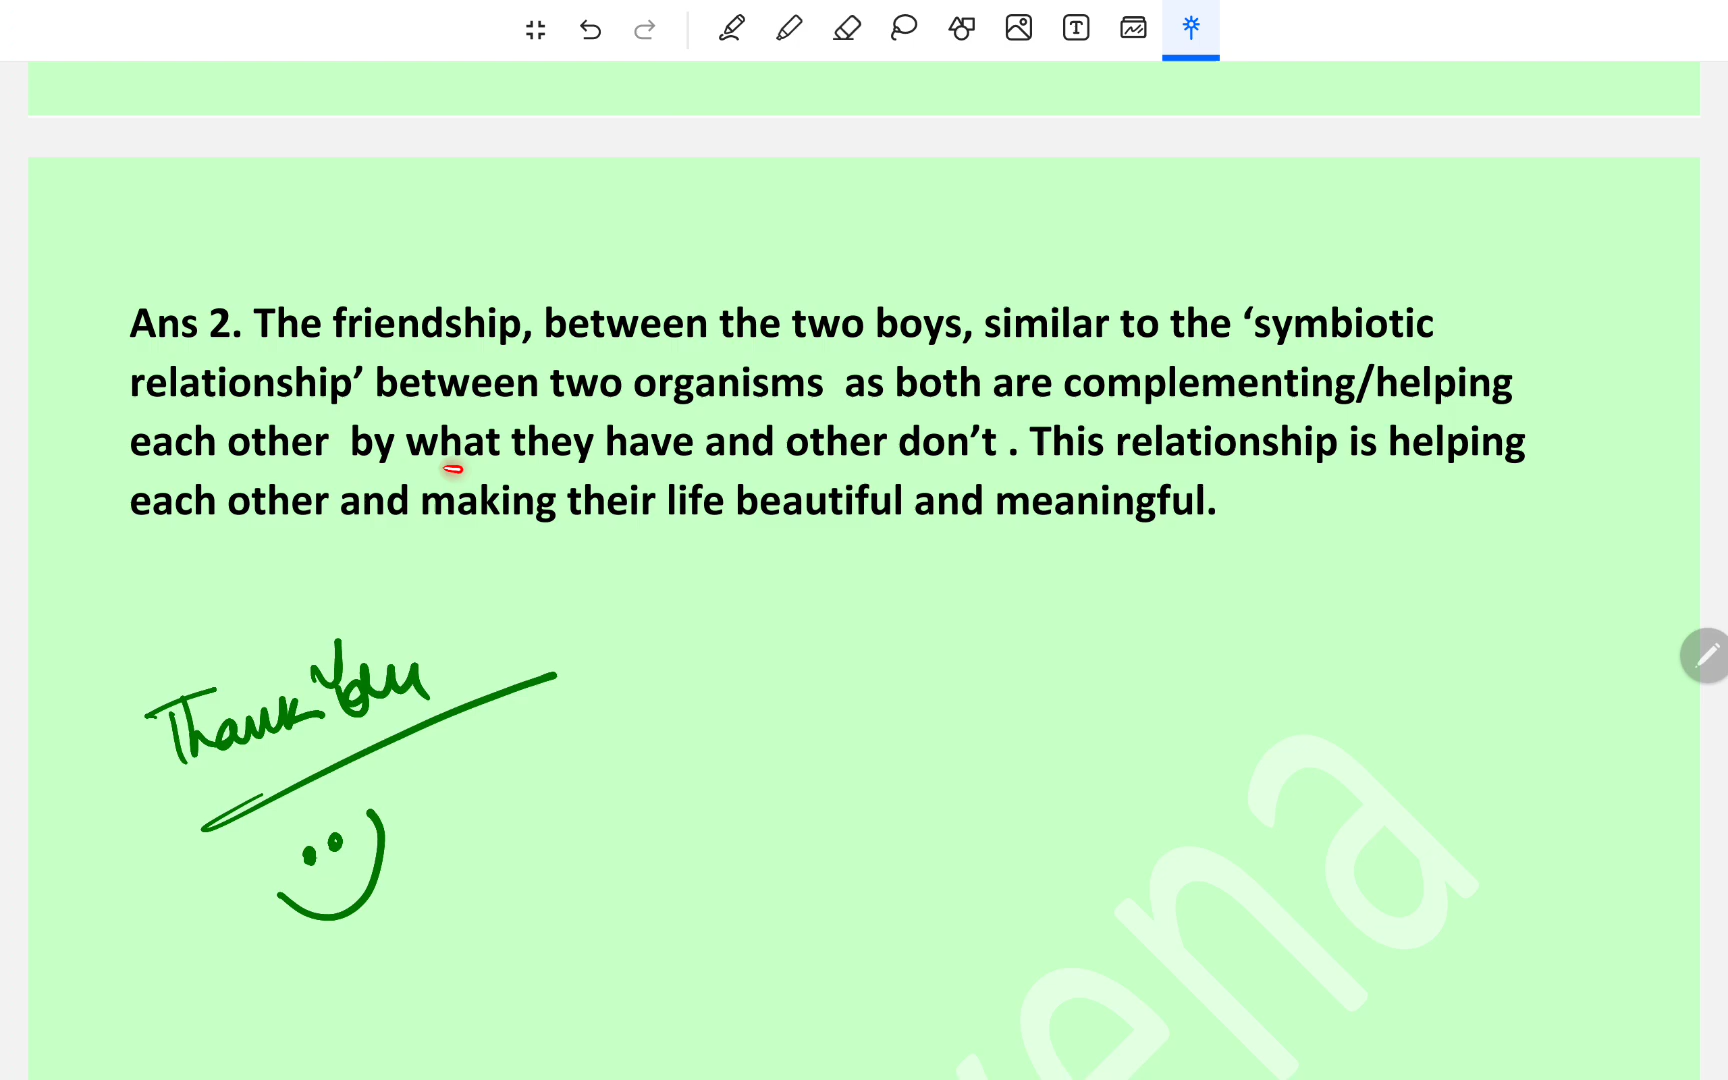 Ans 2. The friendship, between the two boys, similar to the ‘symbiotic
relationship’ between two organisms  as both are complementing/helping
each other  by what they have and other don’t . This relationship is helping
each other and making their life beautiful and meaningful.
Thank You
ena